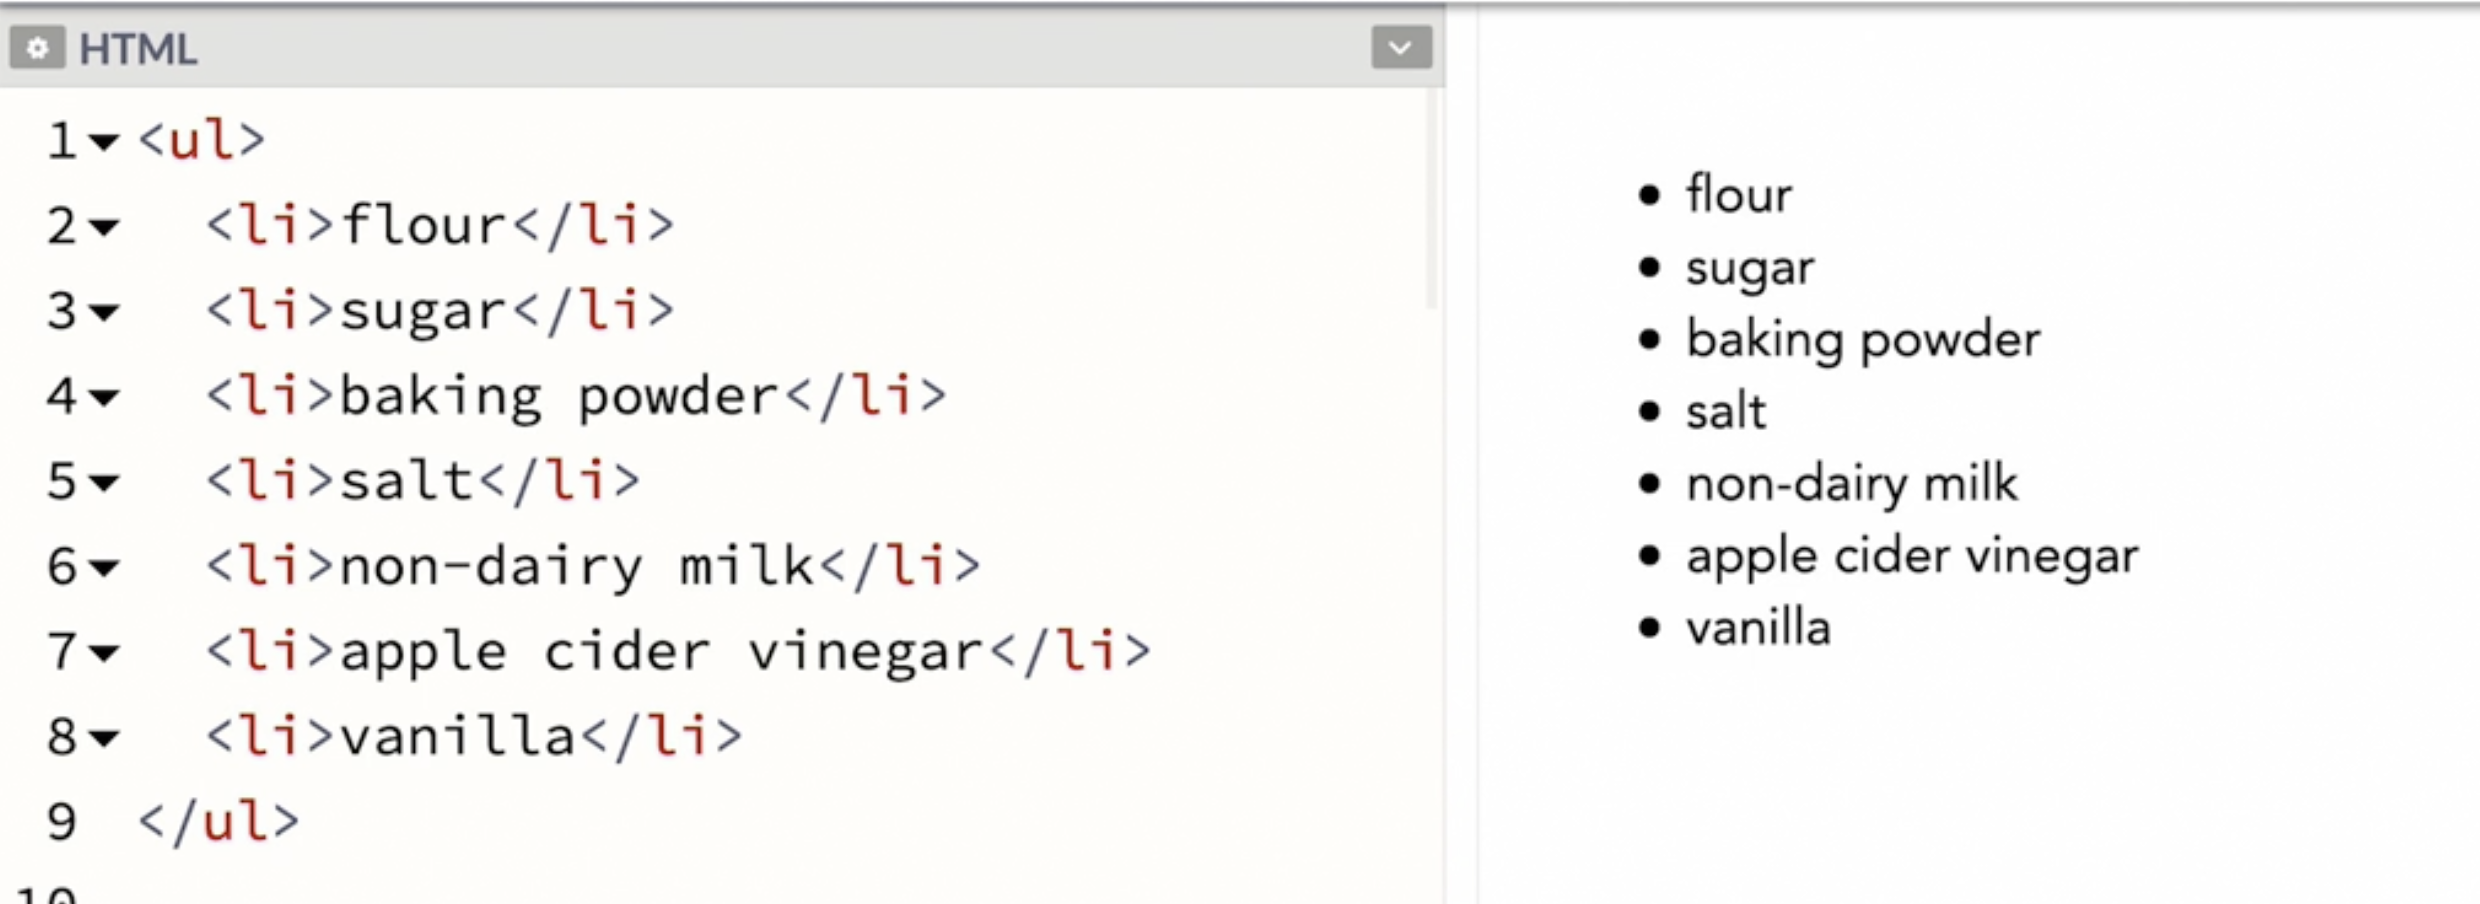 HTML
1 <ul>
2 <li>flour</li>
3 <li>sugar</li>
4 <li>baking powder</li>
5 <li>salt</li>
6 <li>non-dairy milk</li>
7 <li>apple cider vinegar</li>
8 <li>vanilla</li>
9 </ul>
10
flour
sugar
baking powder
salt
non-dairy milk
apple cider vinegar
vanilla